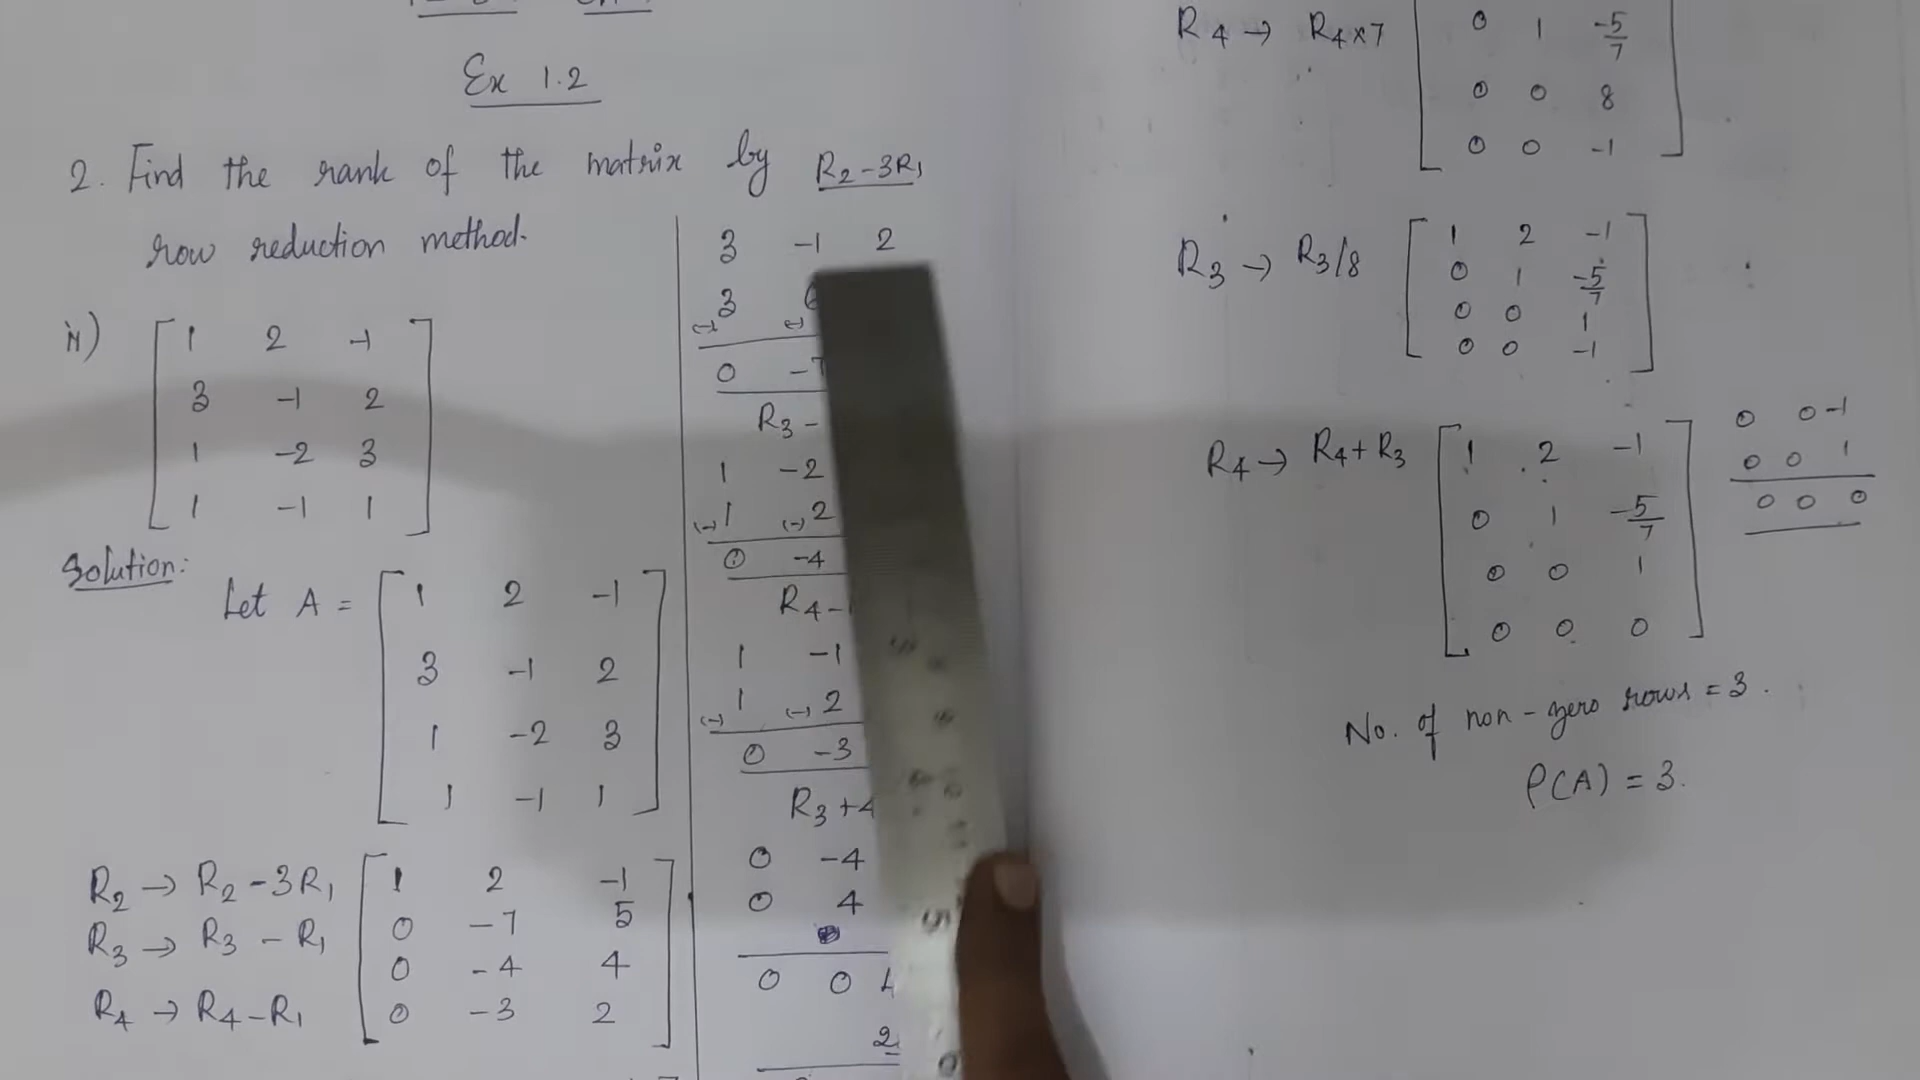 Ex 1.2
2. Find the rank of the matrix by
row reduction method.
ii)
1 2 -1
3 -1 2
1 -2 3
1 -1 1
Solution:
Let A =
1 2 -1
3 -1 2
1 -2 3
1 -1 1
R2 → R2 - 3R1
R3 → R3 - R1
R4 → R4 - R1
1 2 -1
0 -7 5
0 -4 4
0 -3 2
R2 - 3R1
3 -1 2
(-)3 (-)6
0 -7
R3 -
1 -2
(-)1 (-)2
0 -4
R4 -
1 -1
(-)1 (-)2
0 -3
R3 + 4
0 -4
0 4
0 0
2
R4 → R4 × 7
0 1 -5/7
0 0 8
0 0 -1
R3 → R3/8
1 2 -1
0 1 -5/7
0 0 1
0 0 -1
R4 → R4 + R3
1 2 -1
0 1 -5/7
0 0 1
0 0 0
0 0 -1
0 0 1
0 0 0
No. of non-zero rows = 3.
ρ(A) = 3.